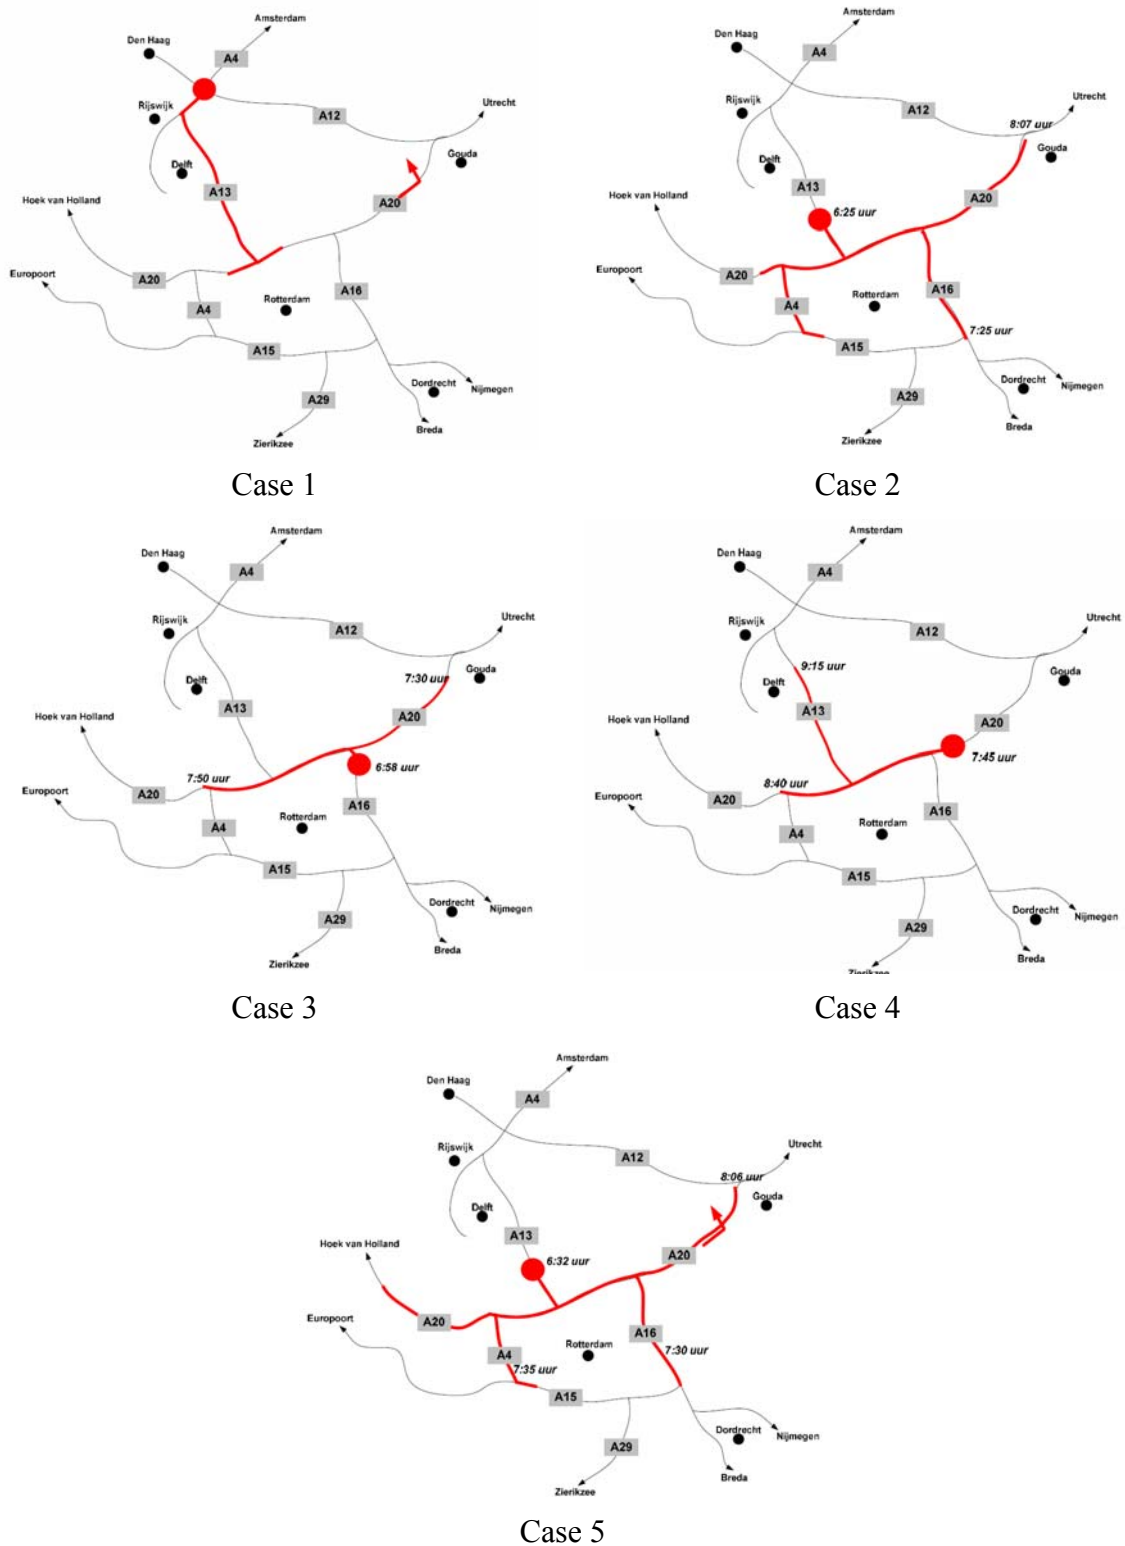 Amsterdam
Den Haag
A4
Rijswijk
A12
Utrecht
Delft
Gouda
A13
A20
Hoek van Holland
Europoort
A20
A16
Rotterdam
A4
A15
Dordrecht
Nijmegen
A29
Breda
Zierikzee
Case 1
Amsterdam
Den Haag
A4
Rijswijk
A12
Utrecht
8:07 uur
Delft
Gouda
A13
A20
Hoek van Holland
6:25 uur
Europoort
A20
A16
Rotterdam
A4
7:25 uur
A15
Dordrecht
Nijmegen
A29
Breda
Zierikzee
Case 2
Amsterdam
Den Haag
A4
Rijswijk
A12
Utrecht
Delft
7:30 uur
Gouda
A13
A20
Hoek van Holland
7:50 uur
6:58 uur
Europoort
A20
A16
Rotterdam
A4
A15
Dordrecht
Nijmegen
A29
Breda
Zierikzee
Case 3
Amsterdam
Den Haag
A4
Rijswijk
A12
Utrecht
9:15 uur
Delft
Gouda
A13
A20
Hoek van Holland
7:45 uur
8:40 uur
Europoort
A20
A16
Rotterdam
A4
A15
Dordrecht
Nijmegen
A29
Breda
Zierikzee
Case 4
Amsterdam
Den Haag
A4
Rijswijk
A12
Utrecht
8:06 uur
Delft
Gouda
A13
A20
Hoek van Holland
6:32 uur
Europoort
A20
A16
Rotterdam
A4
7:30 uur
7:35 uur
A15
Dordrecht
Nijmegen
A29
Breda
Zierikzee
Case 5